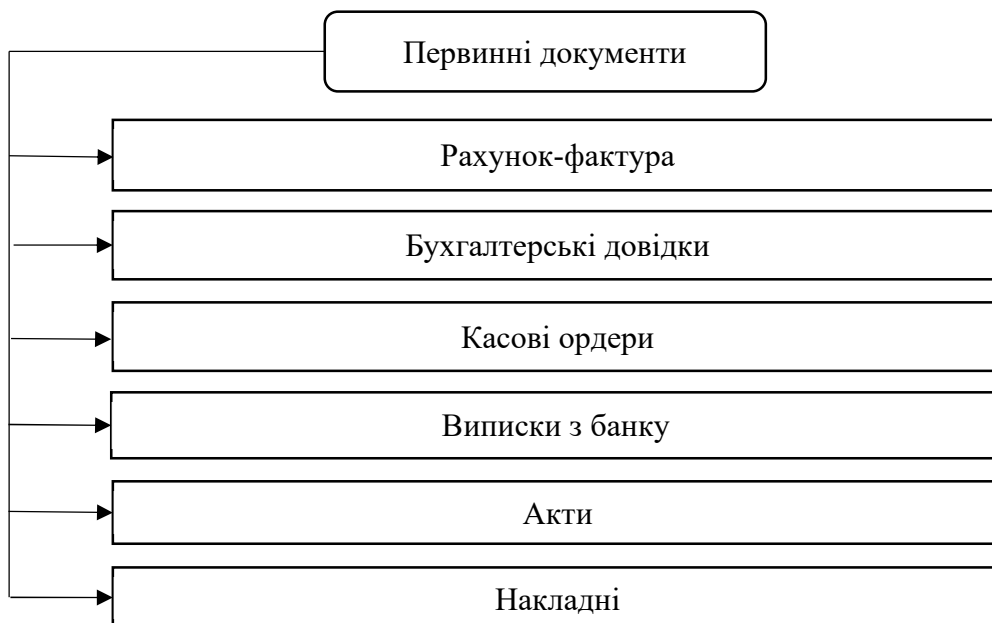 Первинні документи
Рахунок-фактура
Бухгалтерські довідки
Касові ордери
Виписки з банку
Акти
Накладні